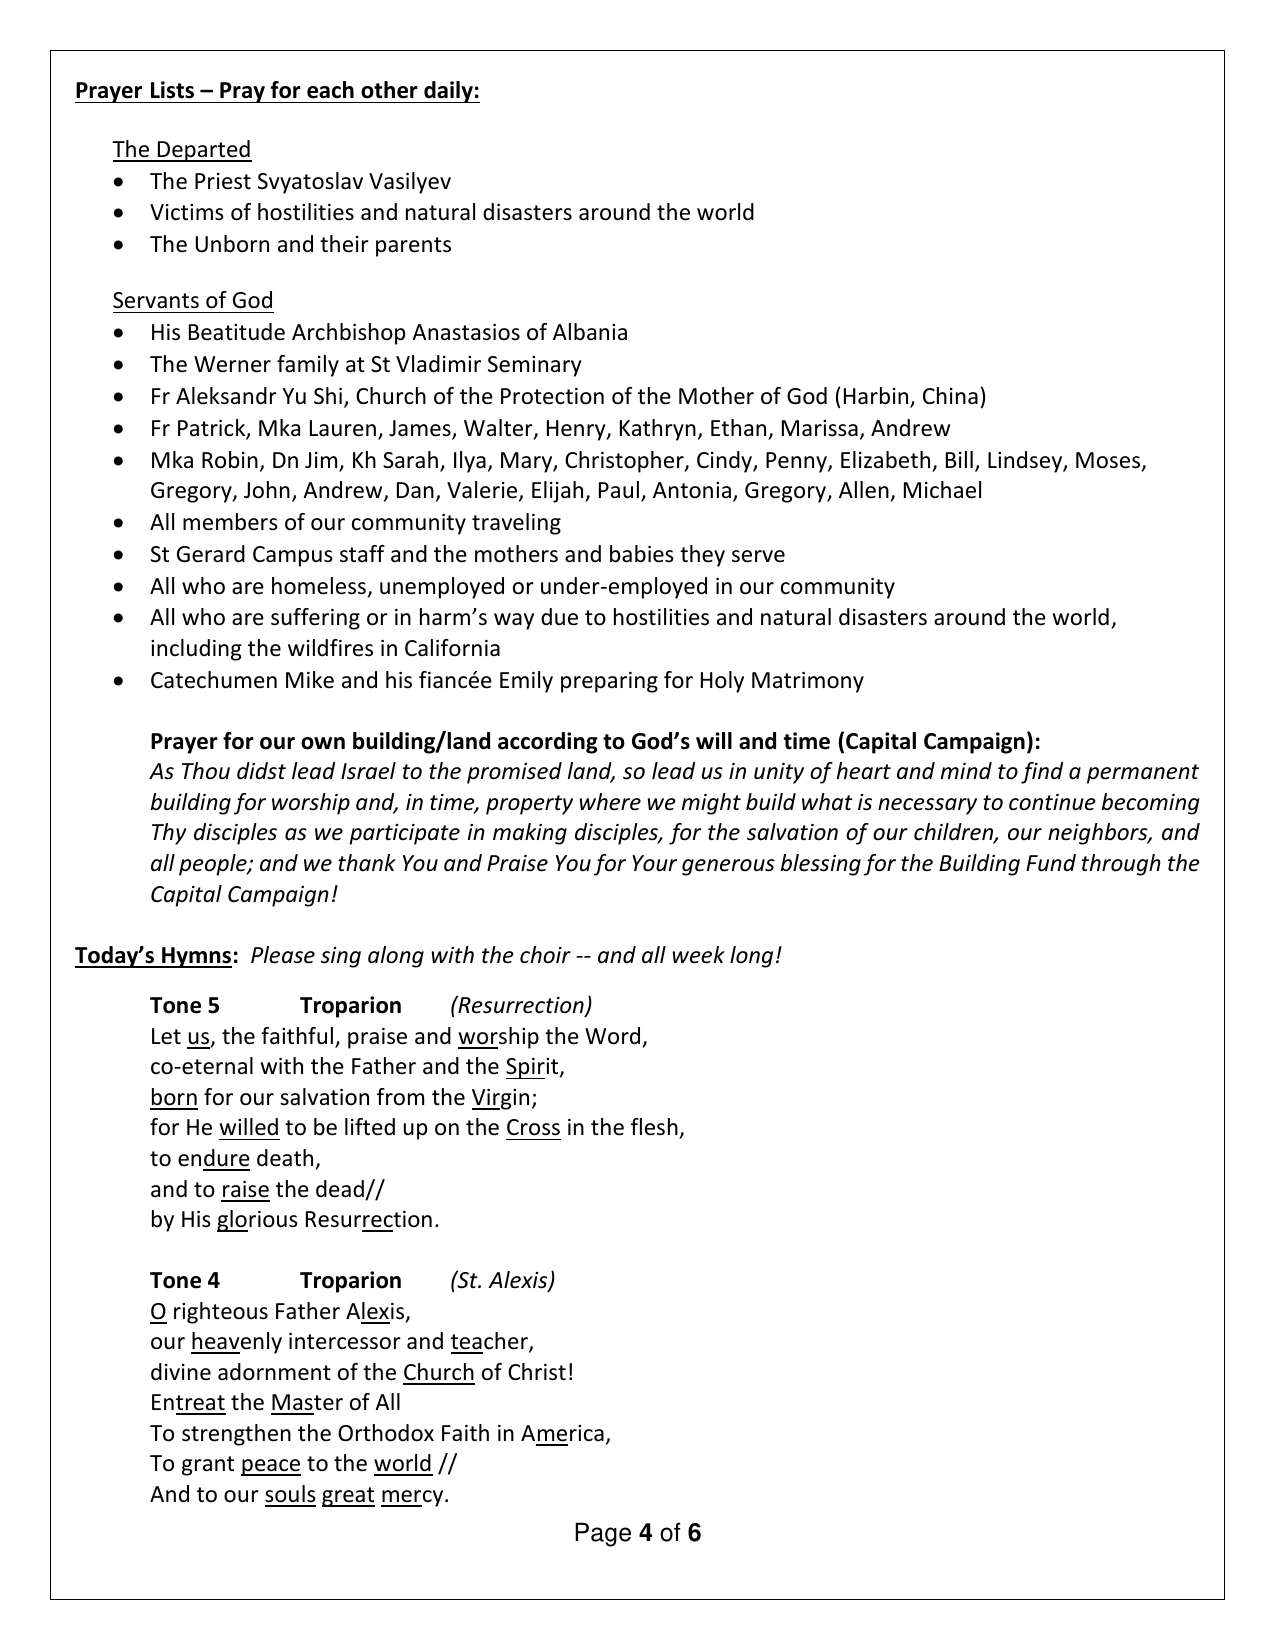 Prayer Lists – Pray for each other daily:
The Departed
• The Priest Svyatoslav Vasilyev
• Victims of hostilities and natural disasters around the world
• The Unborn and their parents
Servants of God
• His Beatitude Archbishop Anastasios of Albania
• The Werner family at St Vladimir Seminary
• Fr Aleksandr Yu Shi, Church of the Protection of the Mother of God (Harbin, China)
• Fr Patrick, Mka Lauren, James, Walter, Henry, Kathryn, Ethan, Marissa, Andrew
• Mka Robin, Dn Jim, Kh Sarah, Ilya, Mary, Christopher, Cindy, Penny, Elizabeth, Bill, Lindsey, Moses,
Gregory, John, Andrew, Dan, Valerie, Elijah, Paul, Antonia, Gregory, Allen, Michael
• All members of our community traveling
• St Gerard Campus staff and the mothers and babies they serve
• All who are homeless, unemployed or under-employed in our community
• All who are suffering or in harm’s way due to hostilities and natural disasters around the world,
including the wildfires in California
• Catechumen Mike and his fiancée Emily preparing for Holy Matrimony
Prayer for our own building/land according to God’s will and time (Capital Campaign):
As Thou didst lead Israel to the promised land, so lead us in unity of heart and mind to find a permanent
building for worship and, in time, property where we might build what is necessary to continue becoming
Thy disciples as we participate in making disciples, for the salvation of our children, our neighbors, and
all people; and we thank You and Praise You for Your generous blessing for the Building Fund through the
Capital Campaign!
Today’s Hymns: Please sing along with the choir -- and all week long!
Tone 5 Troparion (Resurrection)
Let us, the faithful, praise and worship the Word,
co-eternal with the Father and the Spirit,
born for our salvation from the Virgin;
for He willed to be lifted up on the Cross in the flesh,
to endure death,
and to raise the dead//
by His glorious Resurrection.
Tone 4 Troparion (St. Alexis)
O righteous Father Alexis,
our heavenly intercessor and teacher,
divine adornment of the Church of Christ!
Entreat the Master of All
To strengthen the Orthodox Faith in America,
To grant peace to the world //
And to our souls great mercy.
Page 4 of 6